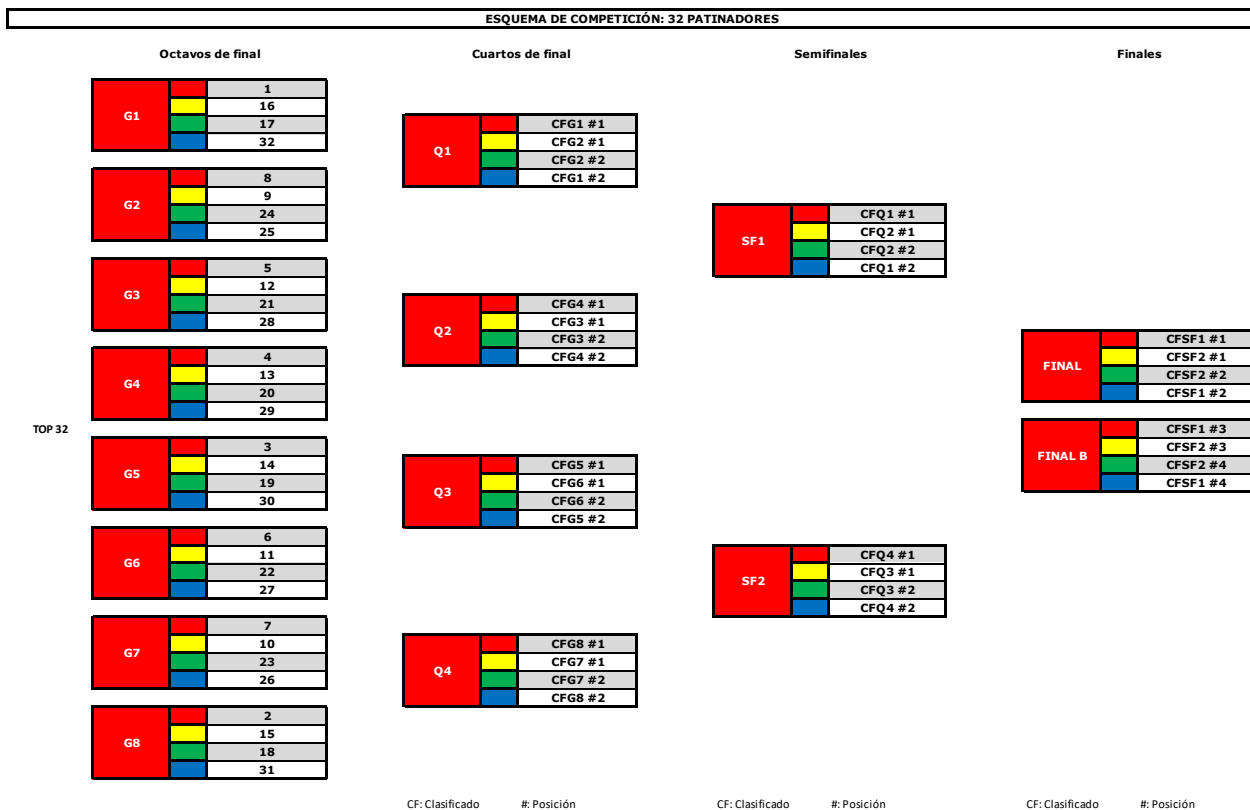 ESQUEMA DE COMPETICIÓN: 32 PATINADORES
Octavos de final
Cuartos de final
Semifinales
Finales
TOP 32
G1
1
16
17
32
G2
8
9
24
25
G3
5
12
21
28
G4
4
13
20
29
G5
3
14
19
30
G6
6
11
22
27
G7
7
10
23
26
G8
2
15
18
31
Q1
CFG1 #1
CFG2 #1
CFG2 #2
CFG1 #2
Q2
CFG4 #1
CFG3 #1
CFG3 #2
CFG4 #2
Q3
CFG5 #1
CFG6 #1
CFG6 #2
CFG5 #2
Q4
CFG8 #1
CFG7 #1
CFG7 #2
CFG8 #2
SF1
CFQ1 #1
CFQ2 #1
CFQ2 #2
CFQ1 #2
SF2
CFQ4 #1
CFQ3 #1
CFQ3 #2
CFQ4 #2
FINAL
CFSF1 #1
CFSF2 #1
CFSF2 #2
CFSF1 #2
FINAL B
CFSF1 #3
CFSF2 #3
CFSF2 #4
CFSF1 #4
CF: Clasificado #: Posición
CF: Clasificado #: Posición
CF: Clasificado #: Posición